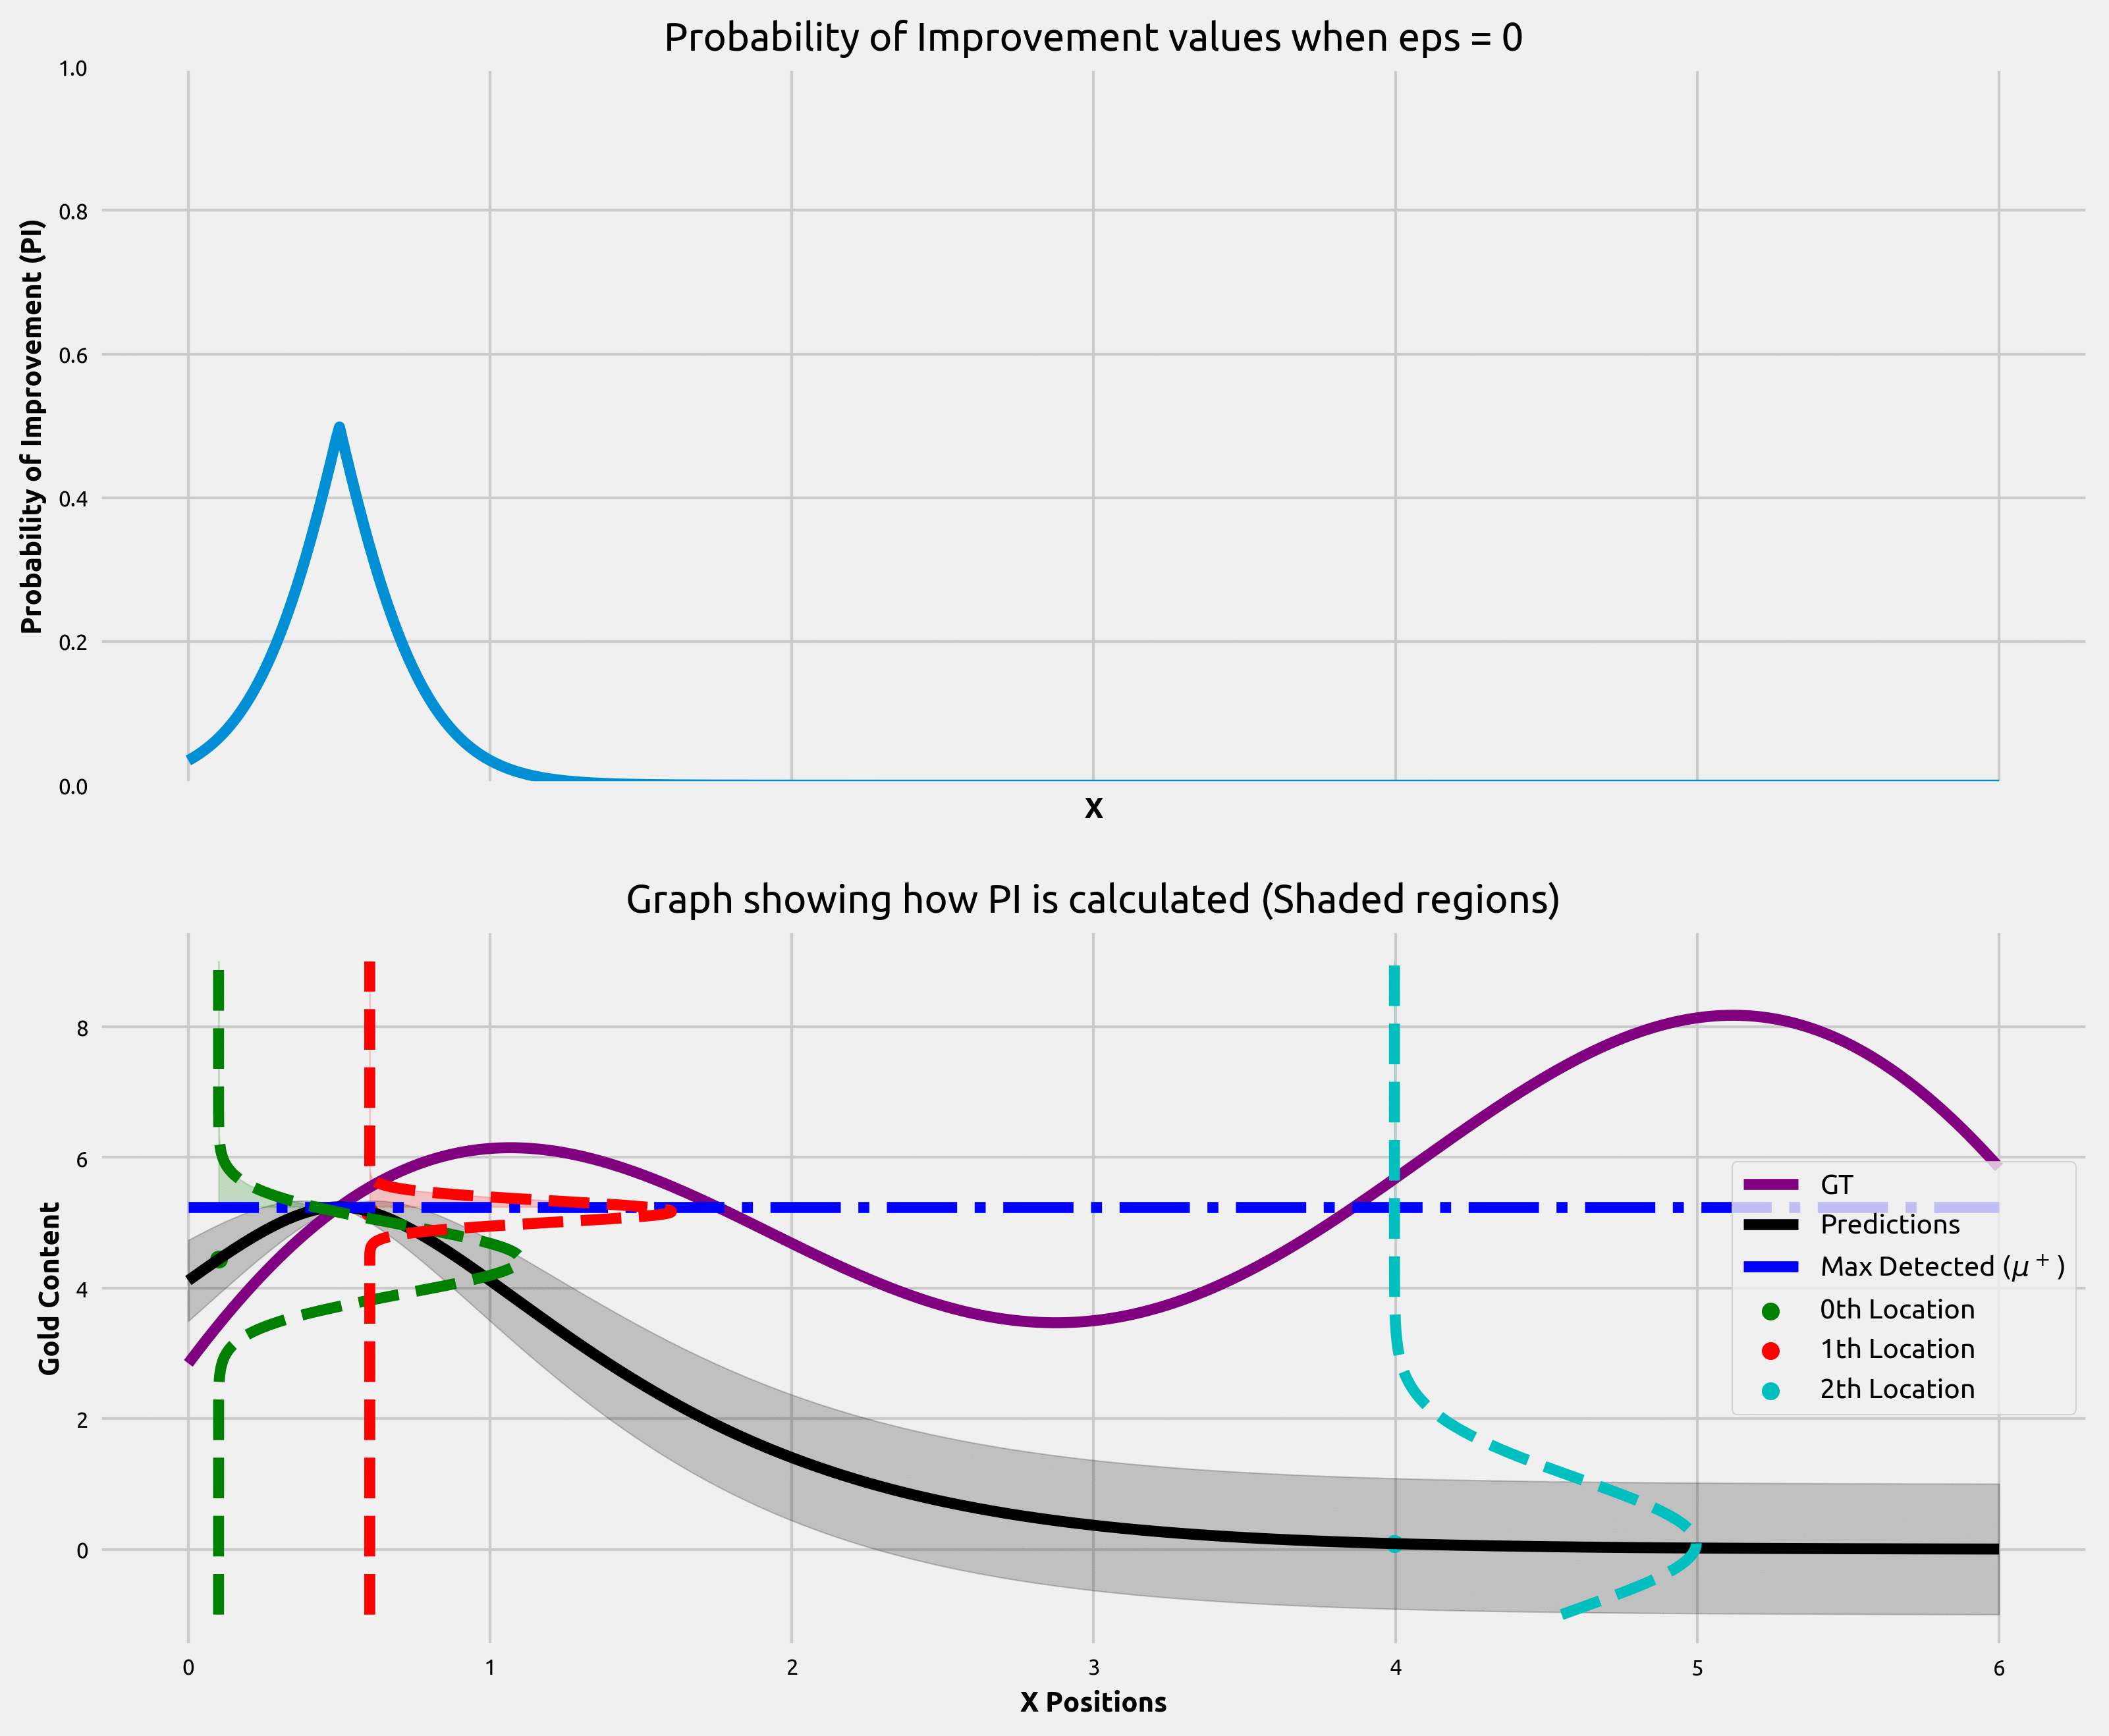 Probability of Improvement values when eps = 0
1.0
0.8
0.6
0.4
0.2
0.0
Probability of Improvement (PI)
X
Graph showing how PI is calculated (Shaded regions)
8
6
4
2
0
Gold Content
GT
Predictions
Max Detected (μ⁺)
0th Location
1th Location
2th Location
0 1 2 3 4 5 6
X Positions